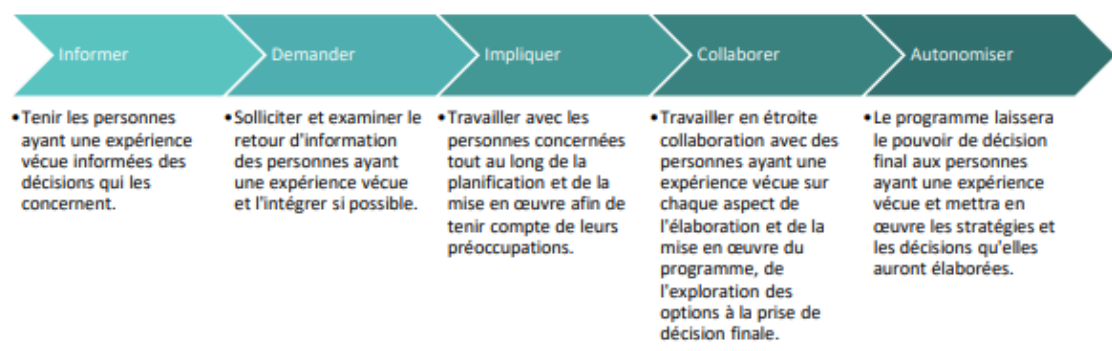 Informer
Demander
Impliquer
Collaborer
Autonomiser
•Tenir les personnes
ayant une expérience
vécue informées des
décisions qui les
concernent.
•Solliciter et examiner le
retour d'information
des personnes ayant
une expérience vécue
et l'intégrer si possible.
•Travailler avec les
personnes concernées
tout au long de la
planification et de la
mise en œuvre afin de
tenir compte de leurs
préoccupations.
•Travailler en étroite
collaboration avec des
personnes ayant une
expérience vécue sur
chaque aspect de
l'élaboration et de la
mise en œuvre du
programme, de
l'exploration des
options à la prise de
décision finale.
•Le programme laissera
le pouvoir de décision
final aux personnes
ayant une expérience
vécue et mettra en
œuvre les stratégies et
les décisions qu'elles
auront élaborées.